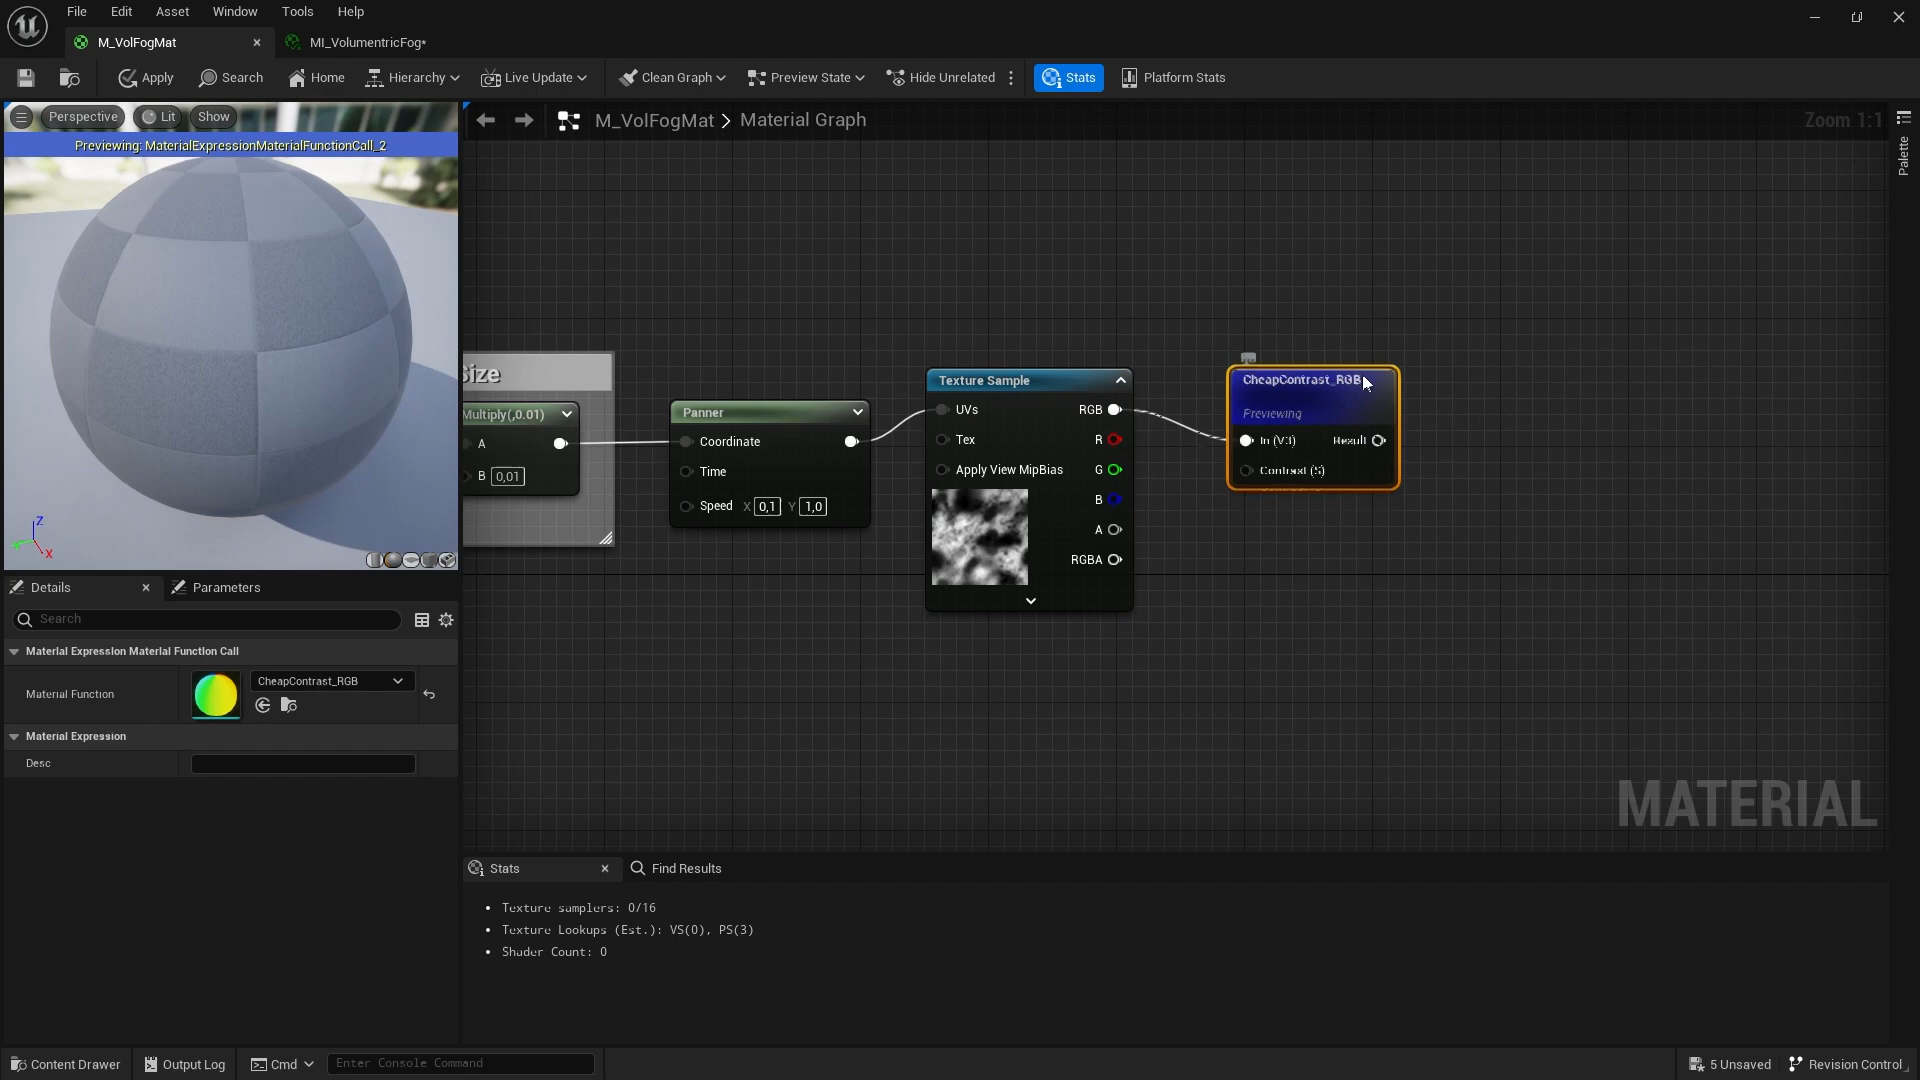 File Edit Asset Window Tools Help
M_VolFogMat
MI_VolumentricFog*
Apply Search Home Hierarchy Live Update Clean Graph Preview State Hide Unrelated Stats Platform Stats
Perspective Lit Show
Previewing: MaterialExpressionMaterialFunctionCall_2
Z
X
M_VolFogMat > Material Graph
Zoom 1:1
Palette
Size
Multiply(,0.01)
A
B 0,01
Panner
Coordinate
Time
Speed X 0,1 Y 1,0
Texture Sample
UVs RGB
Tex R
Apply View MipBias G
B
A
RGBA
CheapContrast_RGB
Previewing
In (V3) Result
Contrast (S)
MATERIAL
Details Parameters
Search
Material Expression Material Function Call
Material Function CheapContrast_RGB
Material Expression
Desc
Stats Find Results
• Texture samplers: 0/16
• Texture Lookups (Est.): VS(0), PS(3)
• Shader Count: 0
Content Drawer Output Log Cmd Enter Console Command
5 Unsaved Revision Control